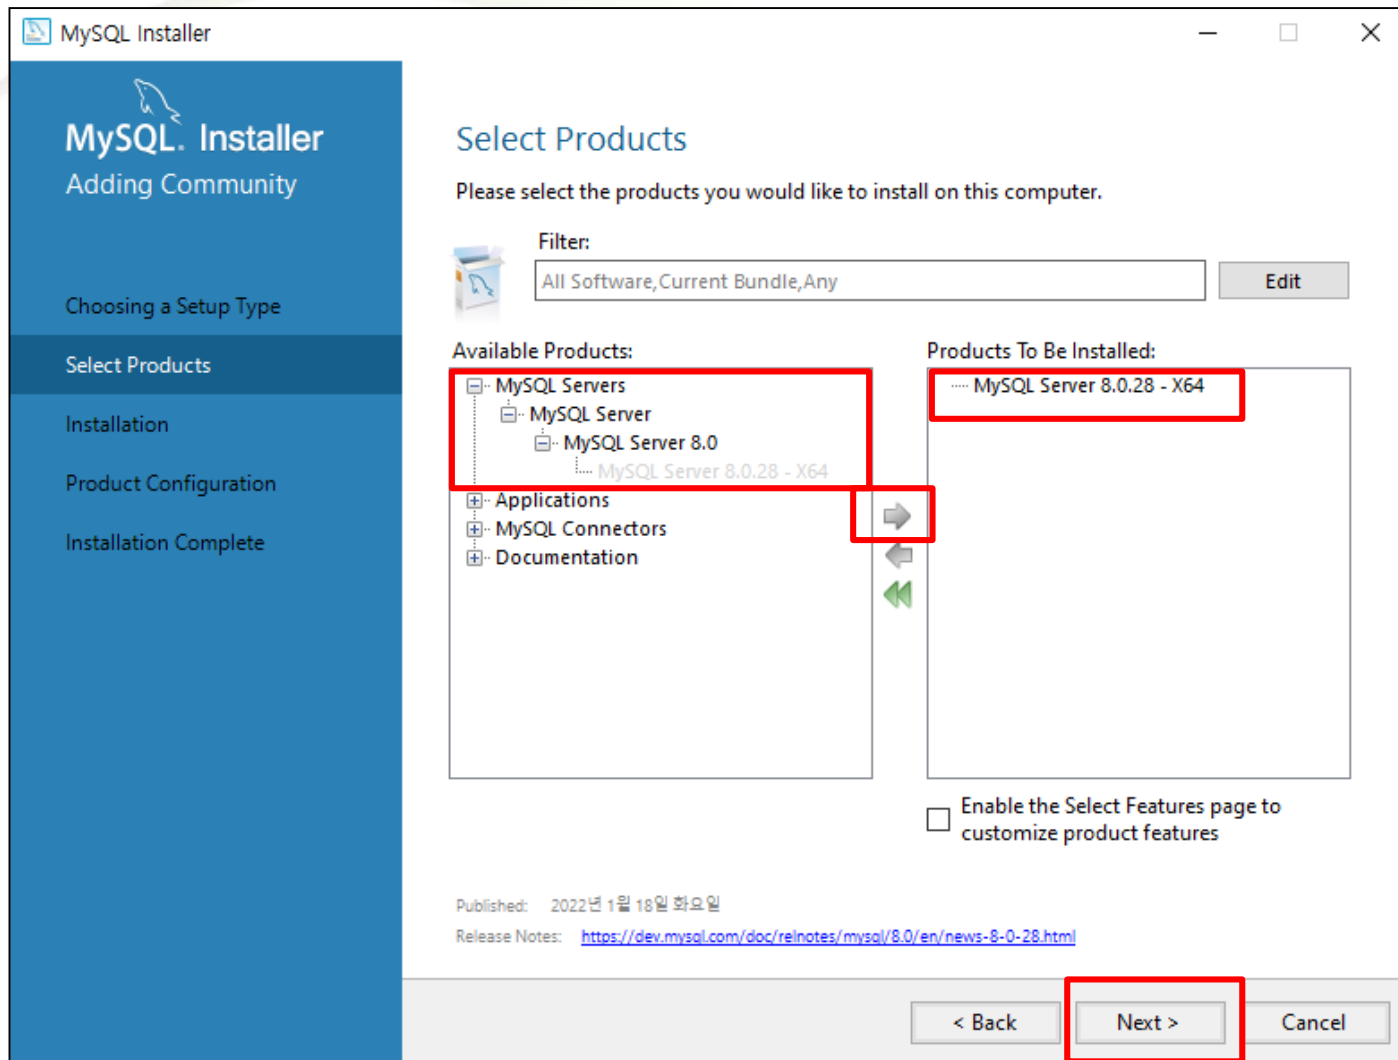 MySQL Installer
MySQL. Installer
Adding Community
Choosing a Setup Type
Select Products
Installation
Product Configuration
Installation Complete
Select Products
Please select the products you would like to install on this computer.
Filter:
All Software,Current Bundle,Any
Edit
Available Products:
MySQL Servers
MySQL Server
MySQL Server 8.0
MySQL Server 8.0.28 - X64
Applications
MySQL Connectors
Documentation
Products To Be Installed:
MySQL Server 8.0.28 - X64
Enable the Select Features page to
customize product features
Published: 2022년 1월 18일 화요일
Release Notes: https://dev.mysql.com/doc/relnotes/mysql/8.0/en/news-8-0-28.html
< Back
Next >
Cancel